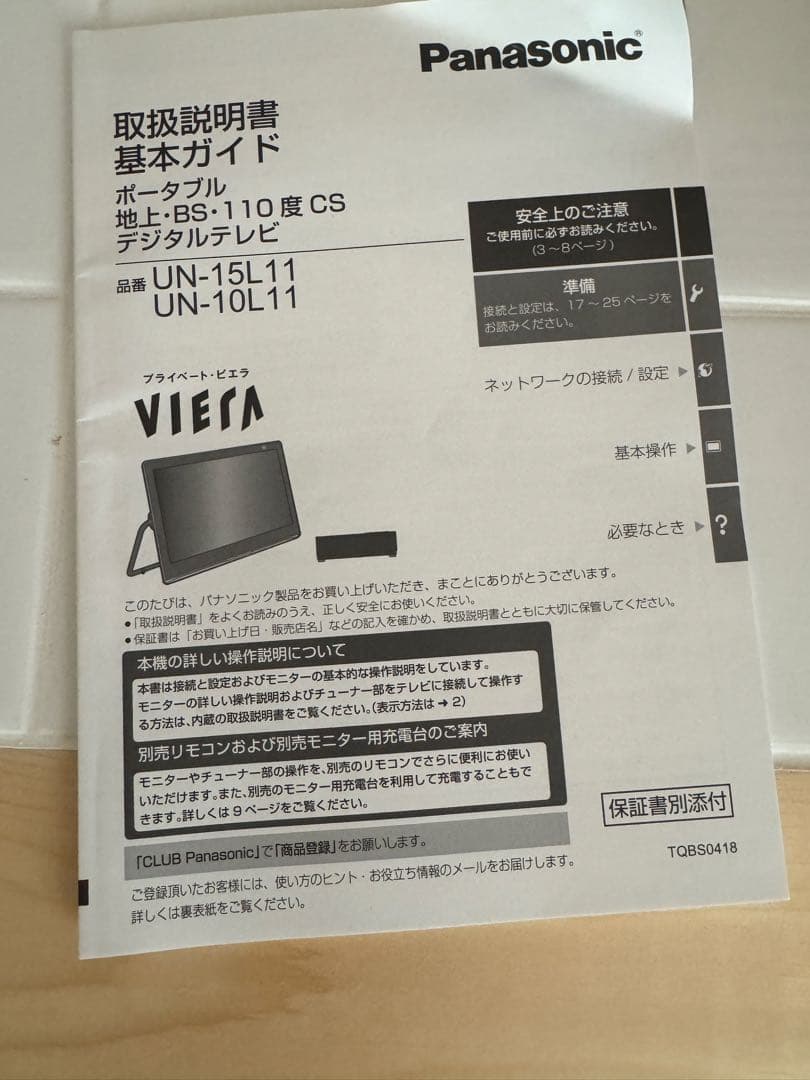 Panasonic®
取扱説明書
基本ガイド
ポータブル
地上・BS・110度CS
デジタルテレビ
品番 UN-15L11
UN-10L11
安全上のご注意
ご使用前に必ずお読みください。
(3～8ページ)
準備
接続と設定は、17～25ページを
お読みください。
ネットワークの接続/設定 ▶
基本操作 ▶
必要なとき ▶ ?
プライベート・ビエラ
VIErA
このたびは、パナソニック製品をお買い上げいただき、まことにありがとうございます。
●「取扱説明書」をよくお読みのうえ、正しく安全にお使いください。
●保証書は「お買い上げ日・販売店名」などの記入を確かめ、取扱説明書とともに大切に保管してください。
本機の詳しい操作説明について
本書は接続と設定およびモニターの基本的な操作説明をしています。
モニターの詳しい操作説明およびチューナー部をテレビに接続して操作す
る方法は、内蔵の取扱説明書をご覧ください。(表示方法は ➔ 2)
別売リモコンおよび別売モニター用充電台のご案内
モニターやチューナー部の操作を、別売のリモコンでさらに便利にお使い
いただけます。また、別売のモニター用充電台を利用して充電することもで
きます。詳しくは9ページをご覧ください。
「CLUB Panasonic」で「商品登録」をお願いします。
ご登録頂いたお客様には、使い方のヒント・お役立ち情報のメールをお届けします。
詳しくは裏表紙をご覧ください。
保証書別添付
TQBS0418